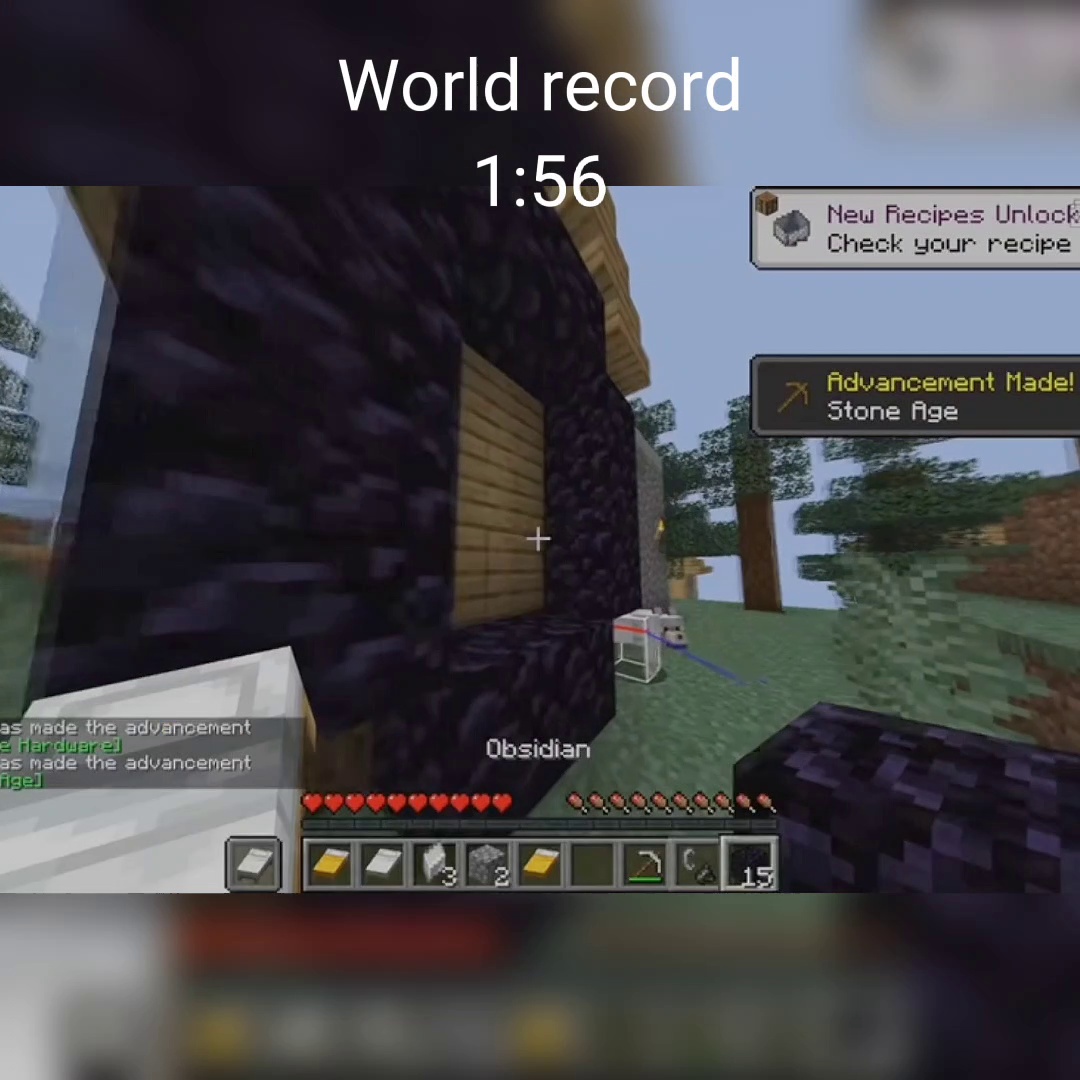 World record
1:56
New Recipes Unlock
Check your recipe
Advancement Made!
Stone Age
as made the advancement
e Hardware]
as made the advancement
Age]
Obsidian
3
2
15